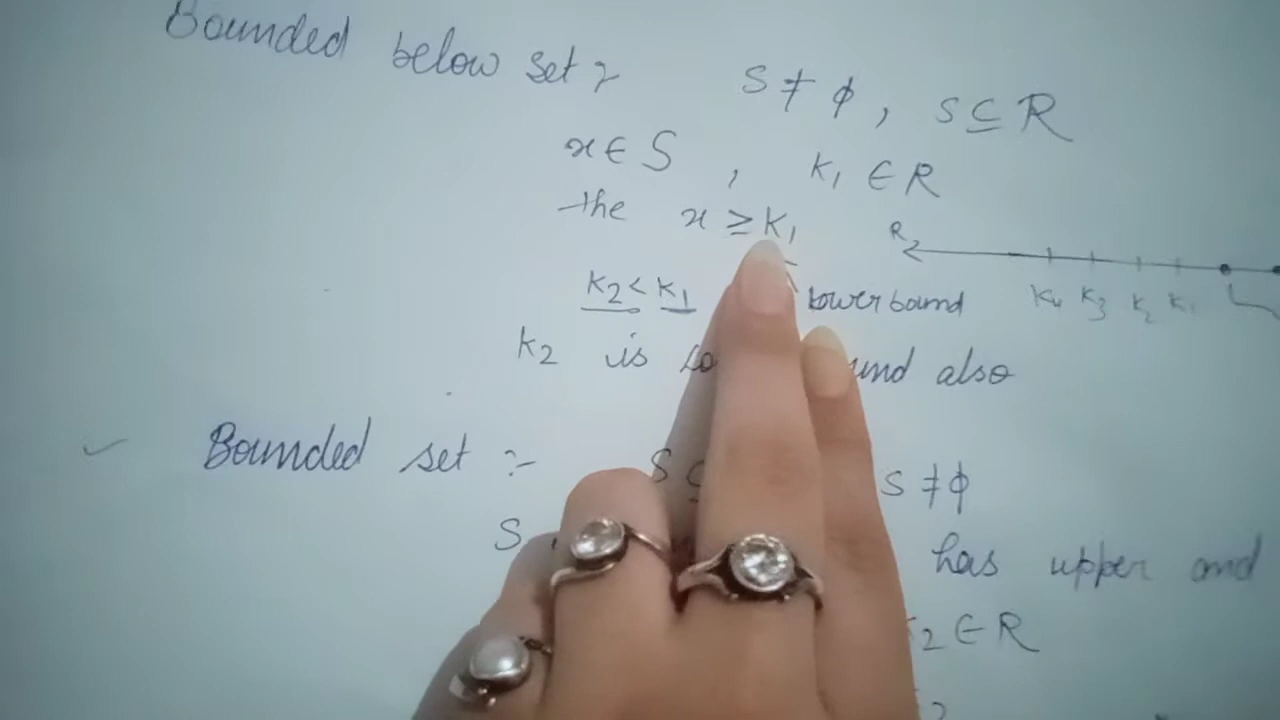 Bounded below set :- S ≠ ϕ, S ⊆ R
x ∈ S, K₁ ∈ R
the x ≥ K₁
R
K₂ < K₁ Lower bound
K₄ K₃ K₂ K₁
K₂ is also
Bounded set :- S S ≠ ϕ
S has upper and
₂ ∈ R